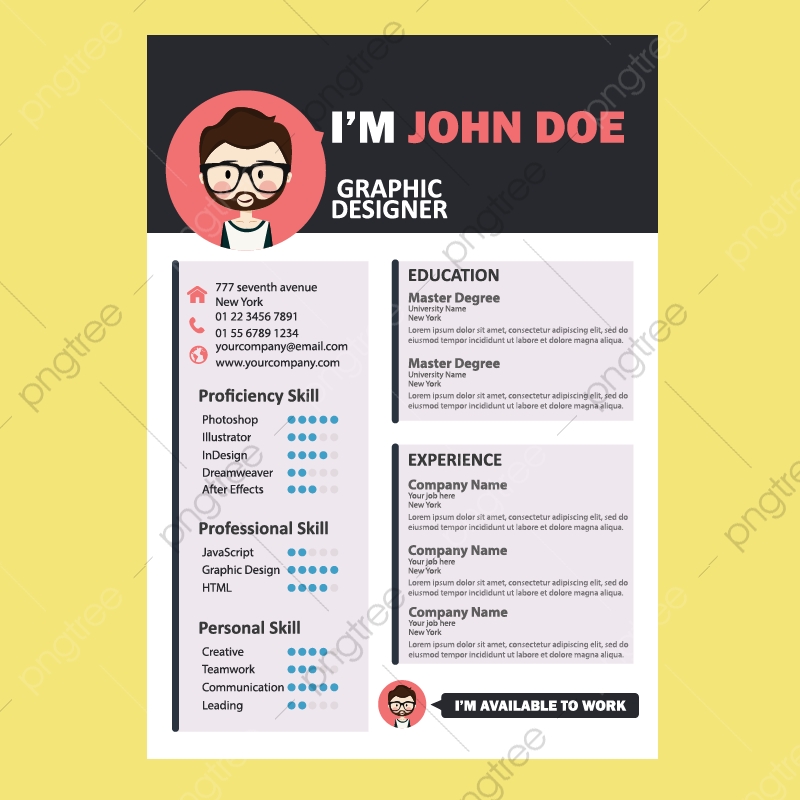 I'M JOHN DOE
GRAPHIC
DESIGNER
777 seventh avenue
New York
01 22 3456 7891
01 55 6789 1234
yourcompany@email.com
www.yourcompany.com
Proficiency Skill
Photoshop
Illustrator
InDesign
Dreamweaver
After Effects
Professional Skill
JavaScript
Graphic Design
HTML
Personal Skill
Creative
Teamwork
Communication
Leading
EDUCATION
Master Degree
University Name
New York
Lorem ipsum dolor sit amet, consectetur adipiscing elit, sed do
eiusmod tempor incididunt ut labore et dolore magna aliqua.
Master Degree
University Name
New York
Lorem ipsum dolor sit amet, consectetur adipiscing elit, sed do
eiusmod tempor incididunt ut labore et dolore magna aliqua.
EXPERIENCE
Company Name
Your job here
New York
Lorem ipsum dolor sit amet, consectetur adipiscing elit, sed do
eiusmod tempor incididunt ut labore et dolore magna aliqua.
Company Name
Your job here
New York
Lorem ipsum dolor sit amet, consectetur adipiscing elit, sed do
eiusmod tempor incididunt ut labore et dolore magna aliqua.
Company Name
Your job here
New York
Lorem ipsum dolor sit amet, consectetur adipiscing elit, sed do
eiusmod tempor incididunt ut labore et dolore magna aliqua.
I'M AVAILABLE TO WORK
pngtree